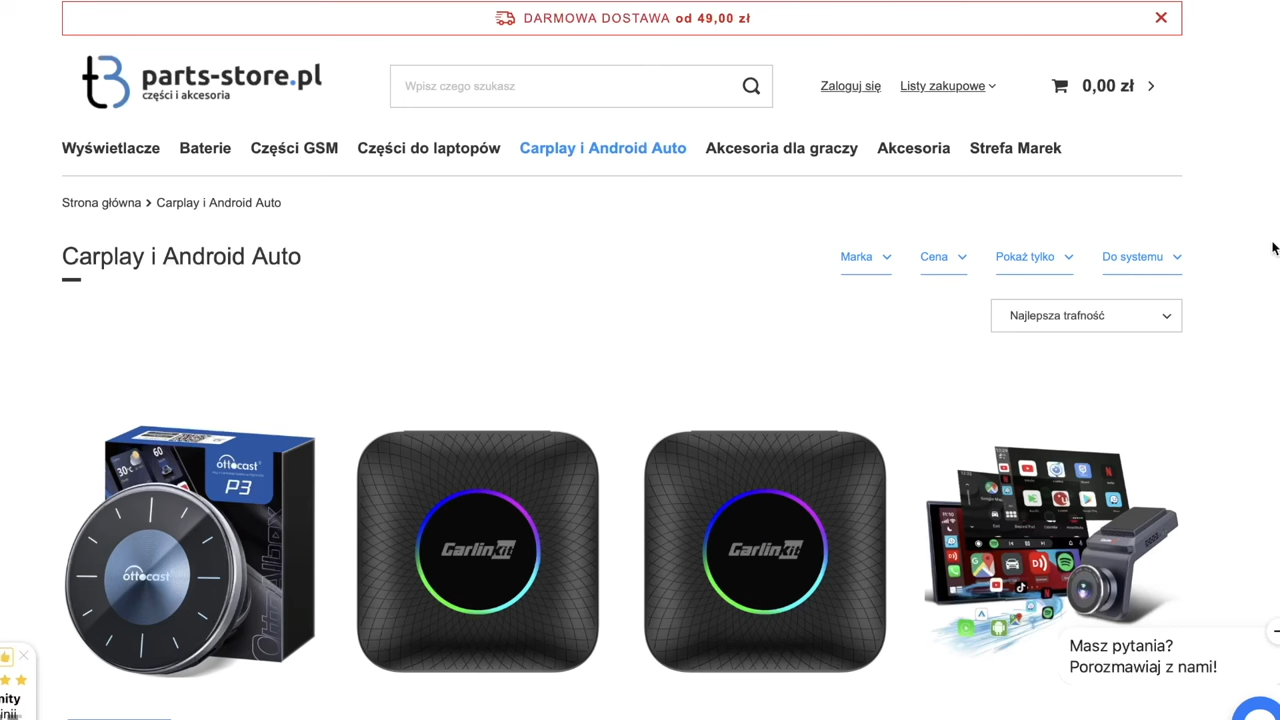 DARMOWA DOSTAWA od 49,00 zł
parts-store.pl
części i akcesoria
Wpisz czego szukasz
Zaloguj się
Listy zakupowe
0,00 zł
Wyświetlacze Baterie Części GSM Części do laptopów Carplay i Android Auto Akcesoria dla graczy Akcesoria Strefa Marek
Strona główna Carplay i Android Auto
Carplay i Android Auto
Marka Cena Pokaż tylko Do systemu
Najlepsza trafność
30°C 60
ottocast
P3
ottocast
CarlinKit
CarlinKit
Masz pytania?
Porozmawiaj z nami!